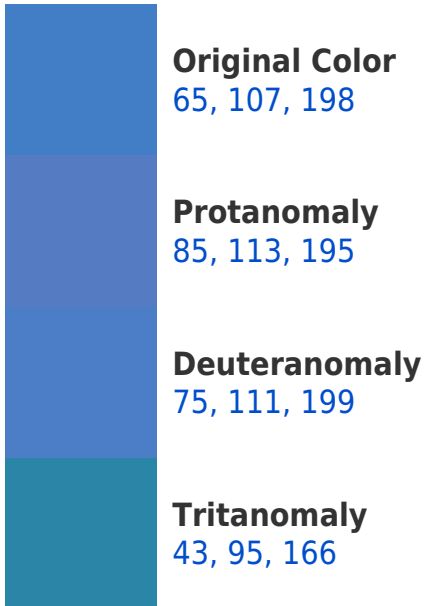 Original Color
65, 107, 198
Protanomaly
85, 113, 195
Deuteranomaly
75, 111, 199
Tritanomaly
43, 95, 166